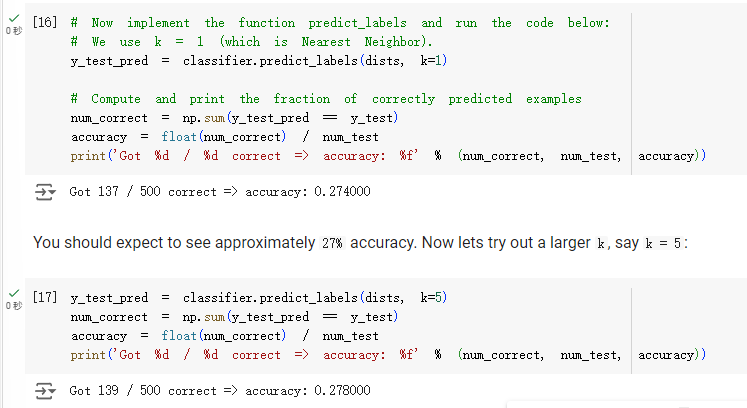 [16] # Now implement the function predict_labels and run the code below:
0秒
# We use k = 1 (which is Nearest Neighbor).
y_test_pred = classifier.predict_labels(dists, k=1)
# Compute and print the fraction of correctly predicted examples
num_correct = np.sum(y_test_pred == y_test)
accuracy = float(num_correct) / num_test
print('Got %d / %d correct => accuracy: %f' % (num_correct, num_test, accuracy))
Got 137 / 500 correct => accuracy: 0.274000
You should expect to see approximately 27% accuracy. Now lets try out a larger k, say k = 5:
[17] y_test_pred = classifier.predict_labels(dists, k=5)
0秒
num_correct = np.sum(y_test_pred == y_test)
accuracy = float(num_correct) / num_test
print('Got %d / %d correct => accuracy: %f' % (num_correct, num_test, accuracy))
Got 139 / 500 correct => accuracy: 0.278000